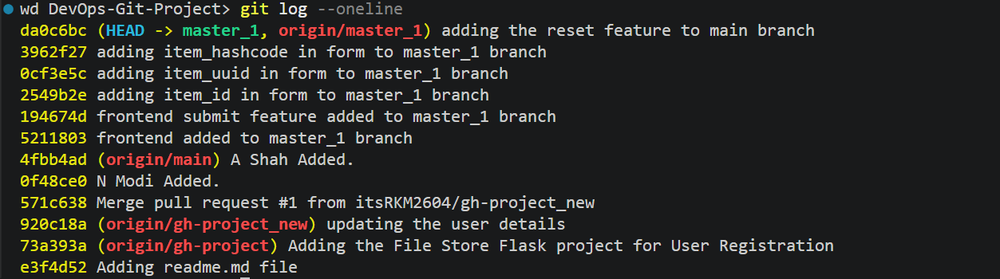 wd DevOps-Git-Project> git log --oneline
da0c6bc (HEAD -> master_1, origin/master_1) adding the reset feature to main branch
3962f27 adding item_hashcode in form to master_1 branch
0cf3e5c adding item_uuid in form to master_1 branch
2549b2e adding item_id in form to master_1 branch
194674d frontend submit feature added to master_1 branch
5211803 frontend added to master_1 branch
4fbb4ad (origin/main) A Shah Added.
0f48ce0 N Modi Added.
571c638 Merge pull request #1 from itsRKM2604/gh-project_new
920c18a (origin/gh-project_new) updating the user details
73a393a (origin/gh-project) Adding the File Store Flask project for User Registration
e3f4d52 Adding readme.md file